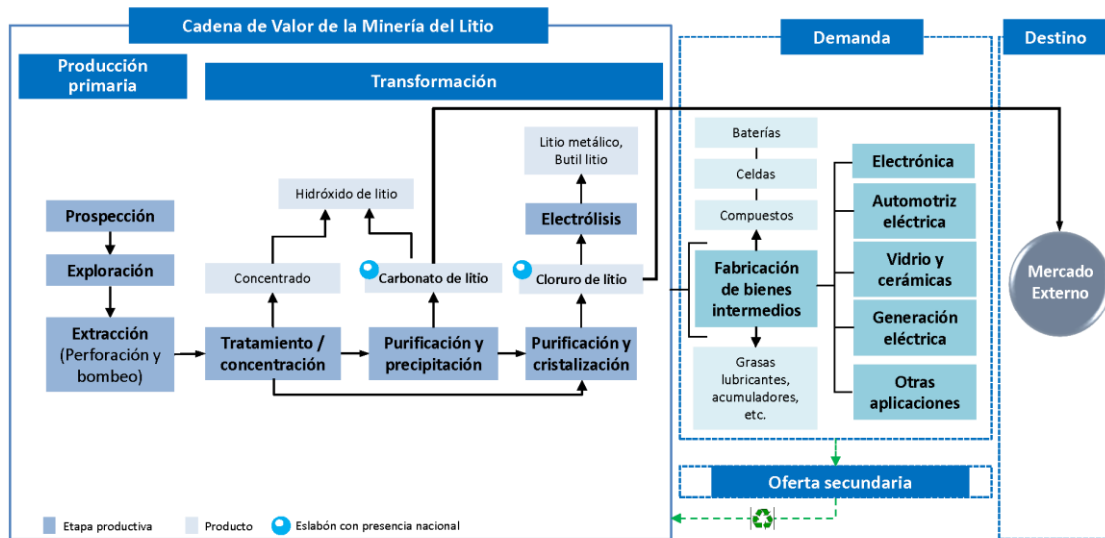 Cadena de Valor de la Minería del Litio
Demanda
Destino
Producción
primaria
Transformación
Litio metálico,
Butil litio
Hidróxido de litio
Electrólisis
Prospección
Exploración
Extracción
(Perforación y
bombeo)
Concentrado
Carbonato de litio
Cloruro de litio
Tratamiento /
concentración
Purificación y
precipitación
Purificación y
cristalización
Baterías
Celdas
Compuestos
Fabricación
de bienes
intermedios
Grasas
lubricantes,
acumuladores,
etc.
Electrónica
Automotriz
eléctrica
Vidrio y
cerámicas
Generación
eléctrica
Otras
aplicaciones
Mercado
Externo
Oferta secundaria
Etapa productiva
Producto
Eslabón con presencia nacional